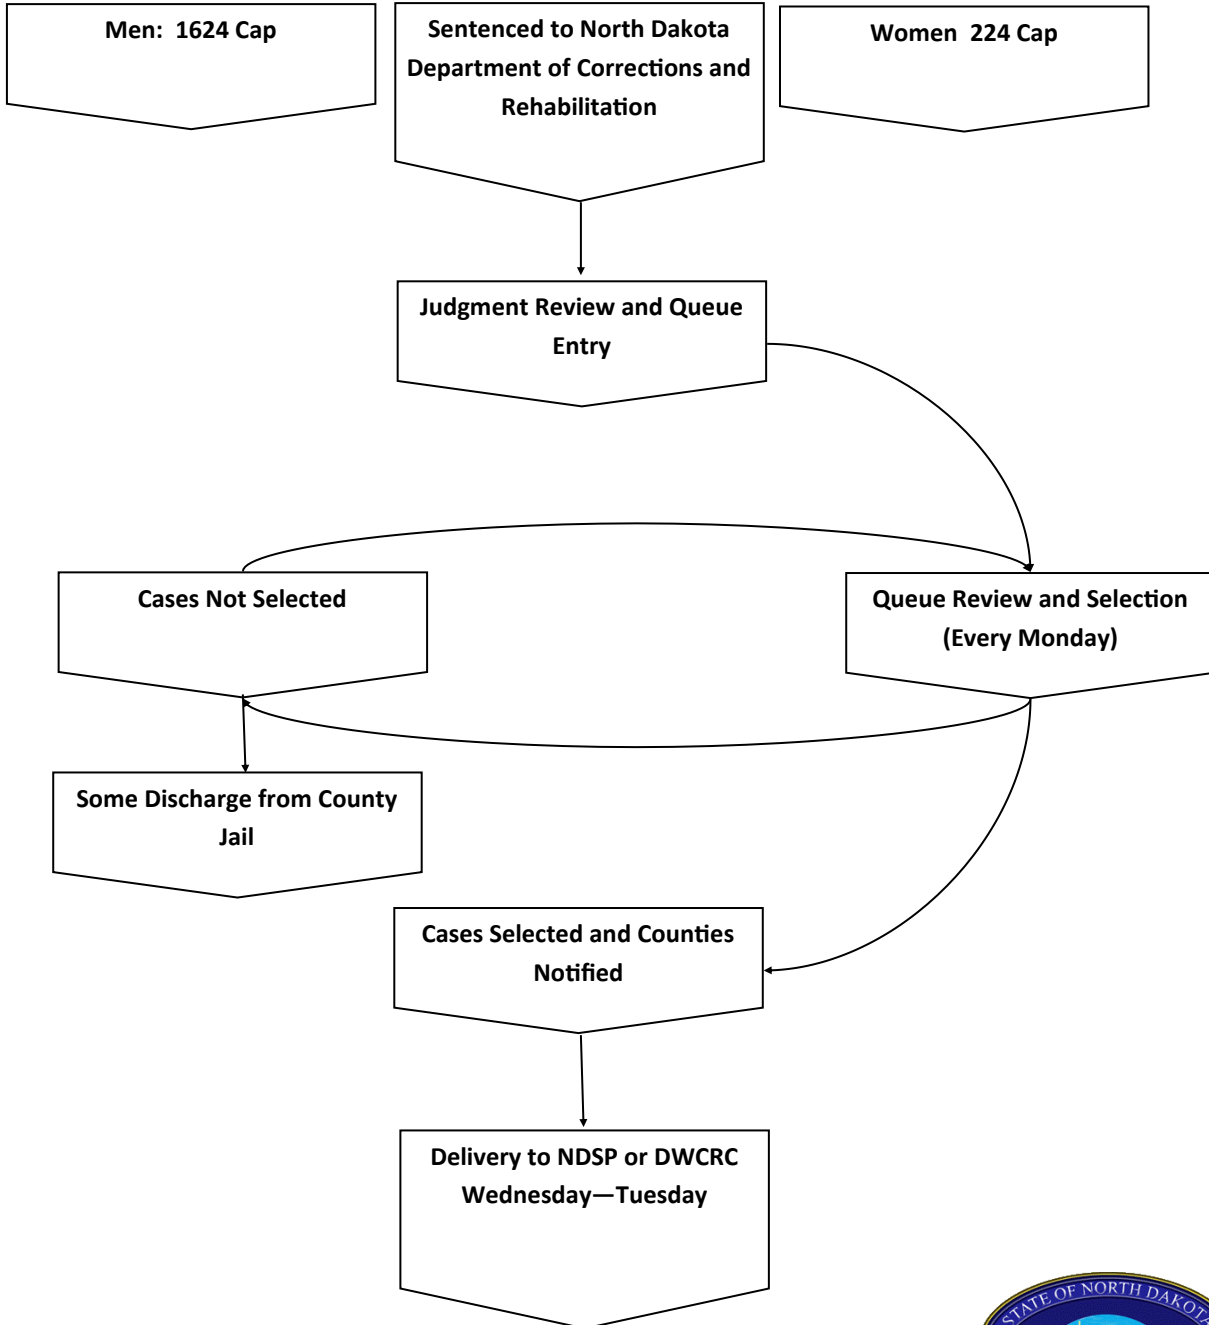 Men:  1624 Cap
Sentenced to North Dakota
Department of Corrections and
Rehabilitation
Women  224 Cap
Judgment Review and Queue
Entry
Cases Not Selected
Queue Review and Selection
(Every Monday)
Some Discharge from County
Jail
Cases Selected and Counties
Notified
Delivery to NDSP or DWCRC
Wednesday—Tuesday
STATE OF NORTH DAKOTA